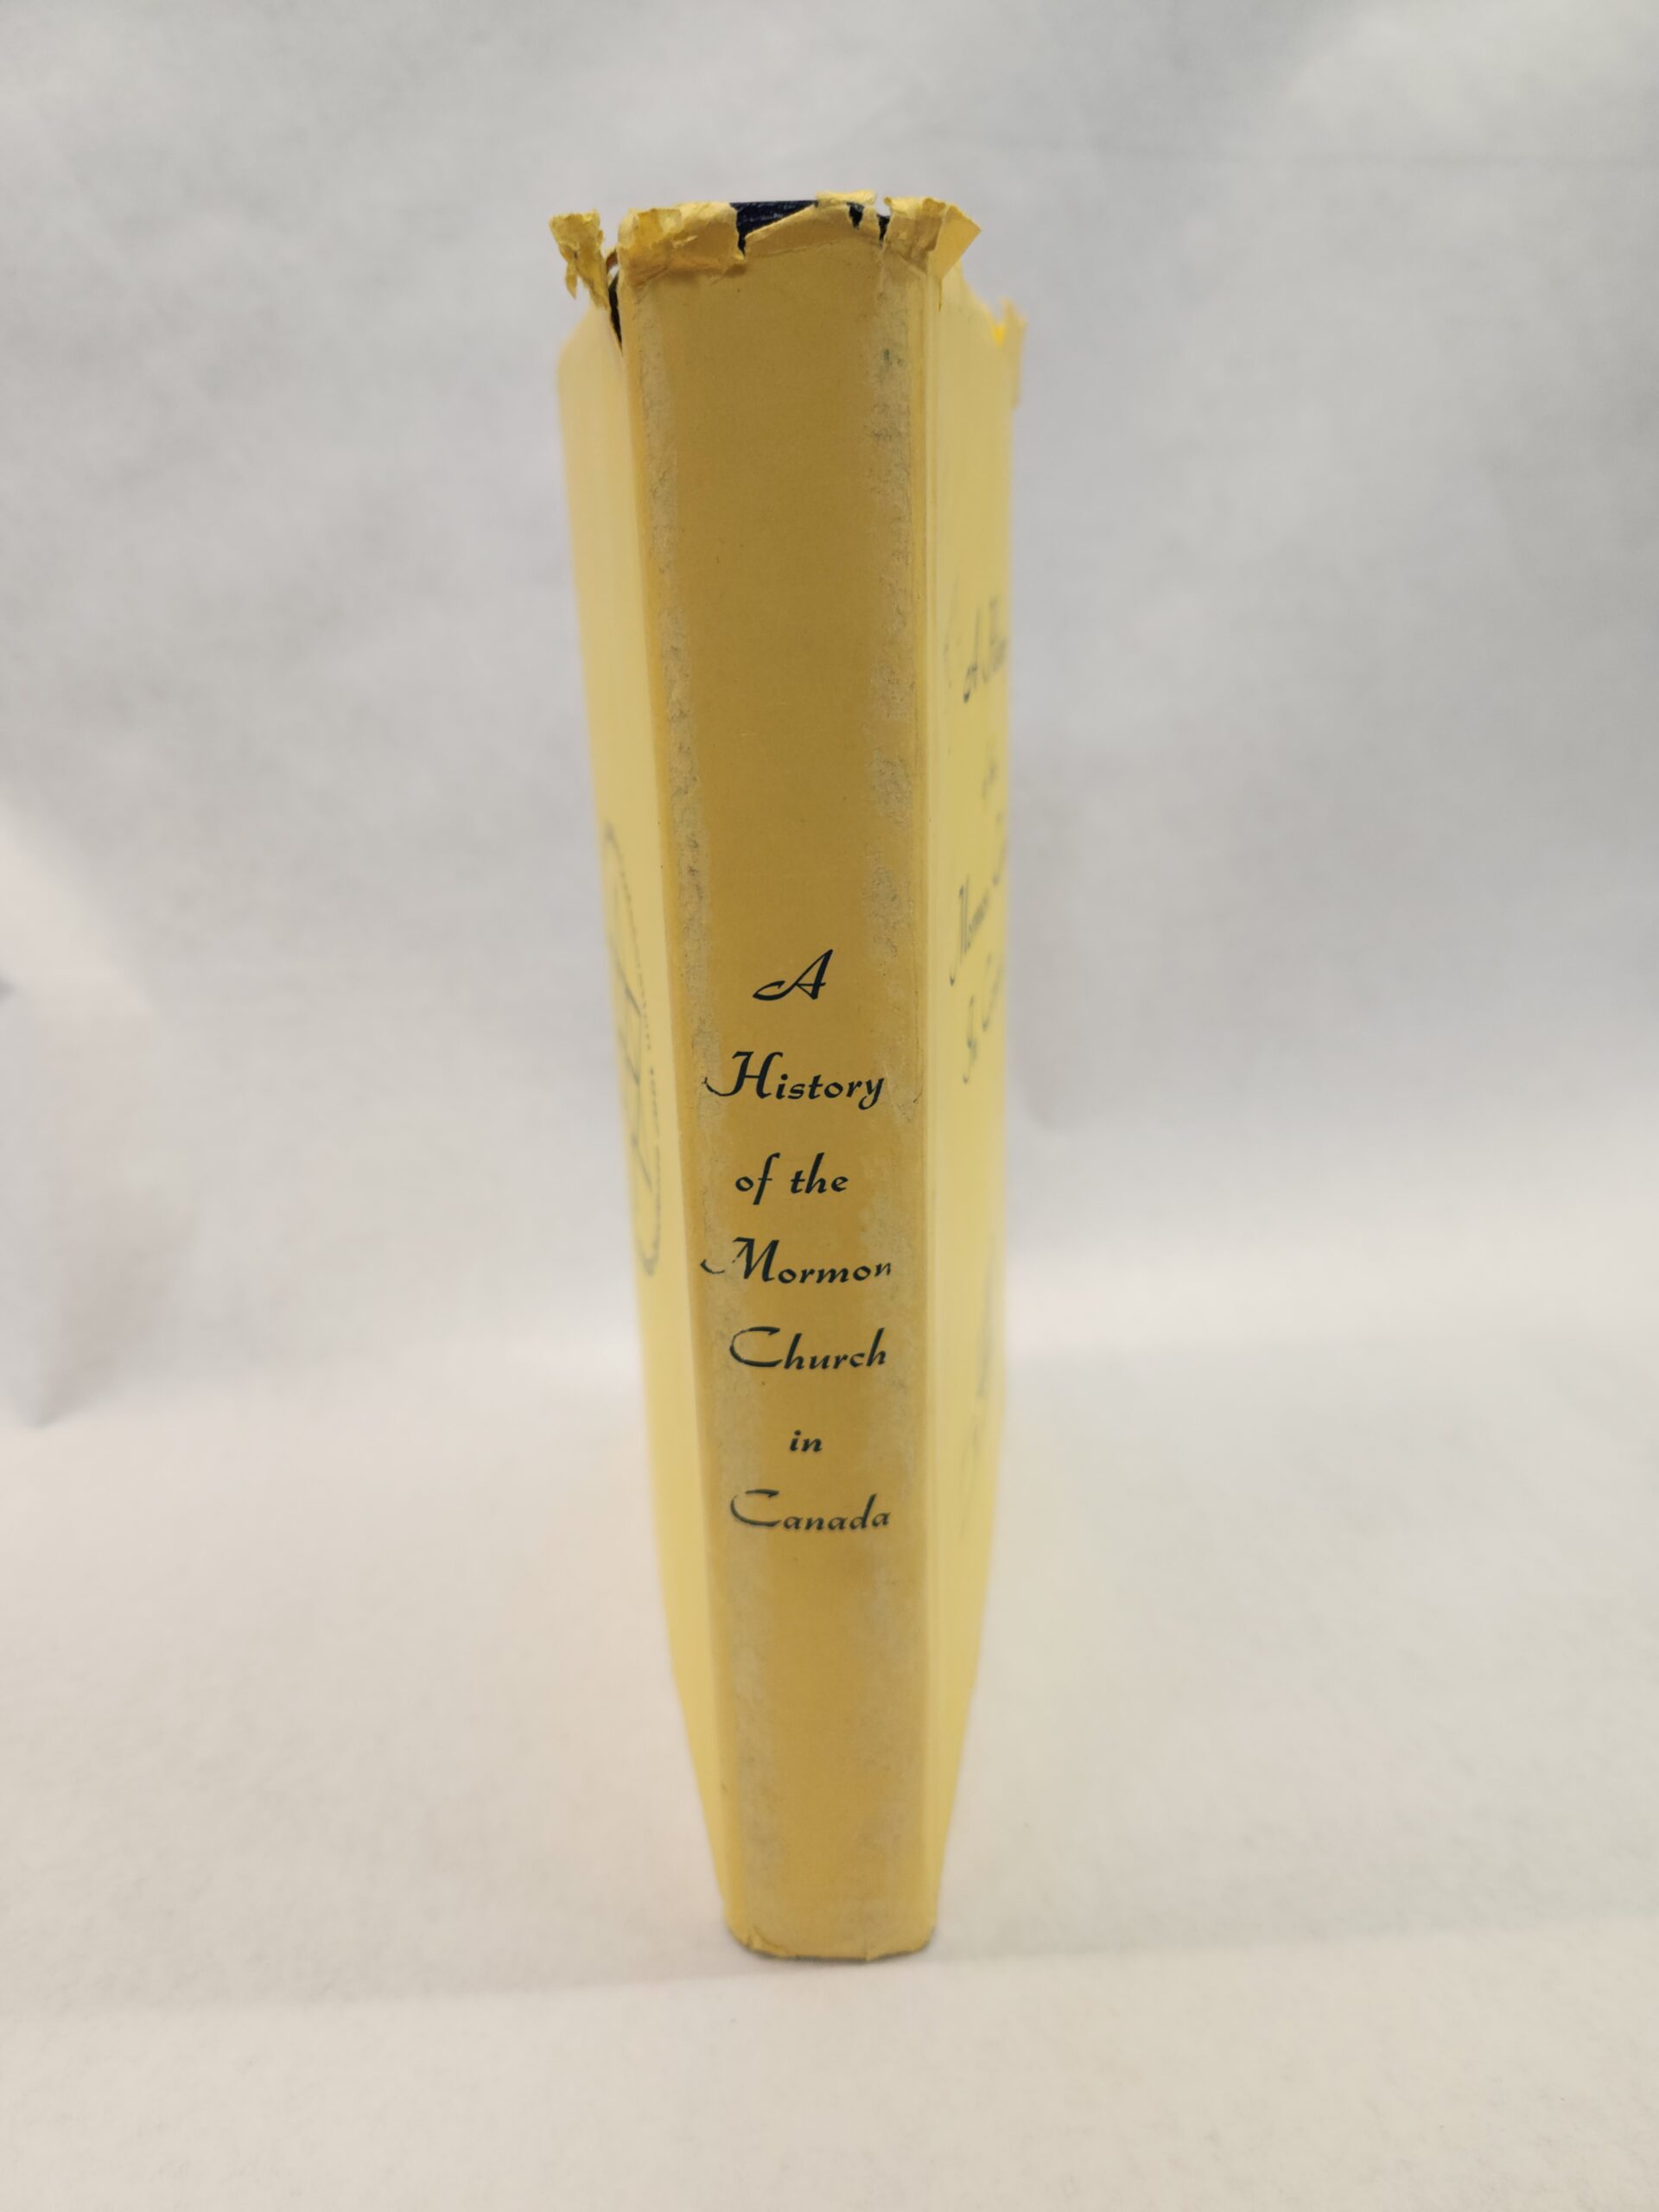 A
History
of the
Mormon
Church
in
Canada